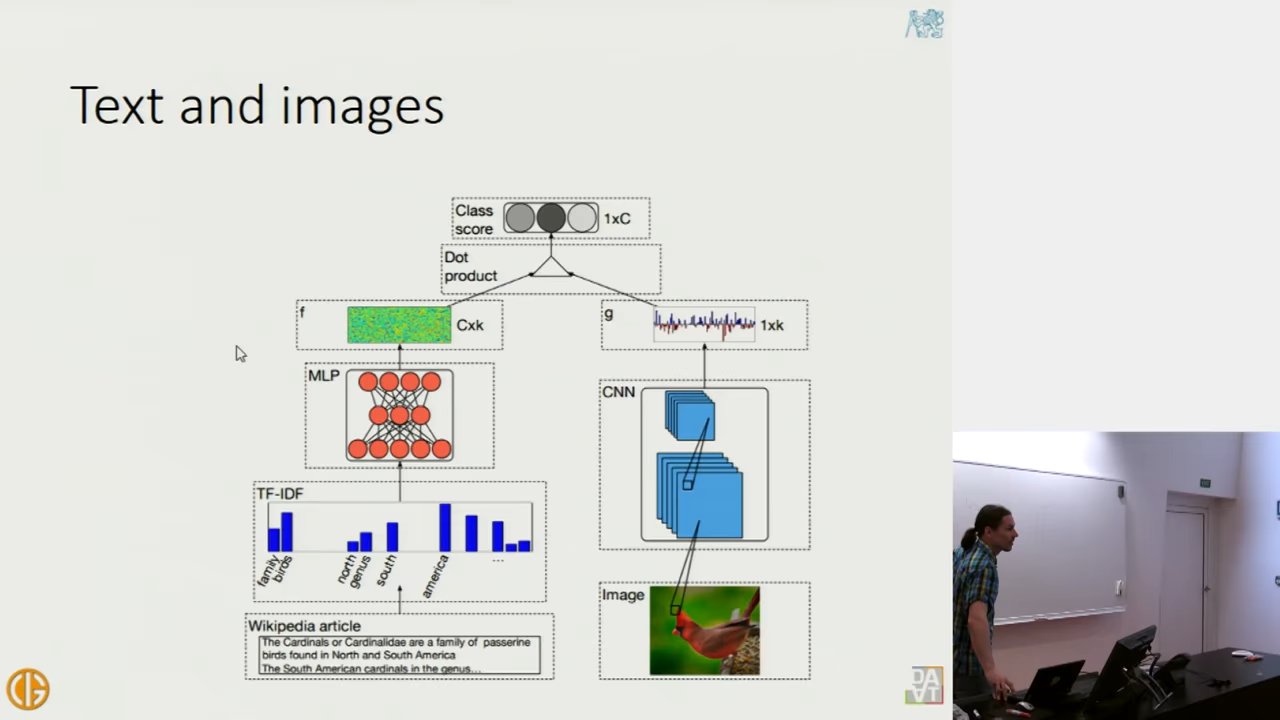 Text and images
Class
score
1xC
Dot
product
f
Cxk
g
1xk
MLP
CNN
TF-IDF
family
birds
north
genus
south
america
...
Wikipedia article
The Cardinals or Cardinalidae are a family of passerine
birds found in North and South America
The South American cardinals in the genus...
Image
DA
VT